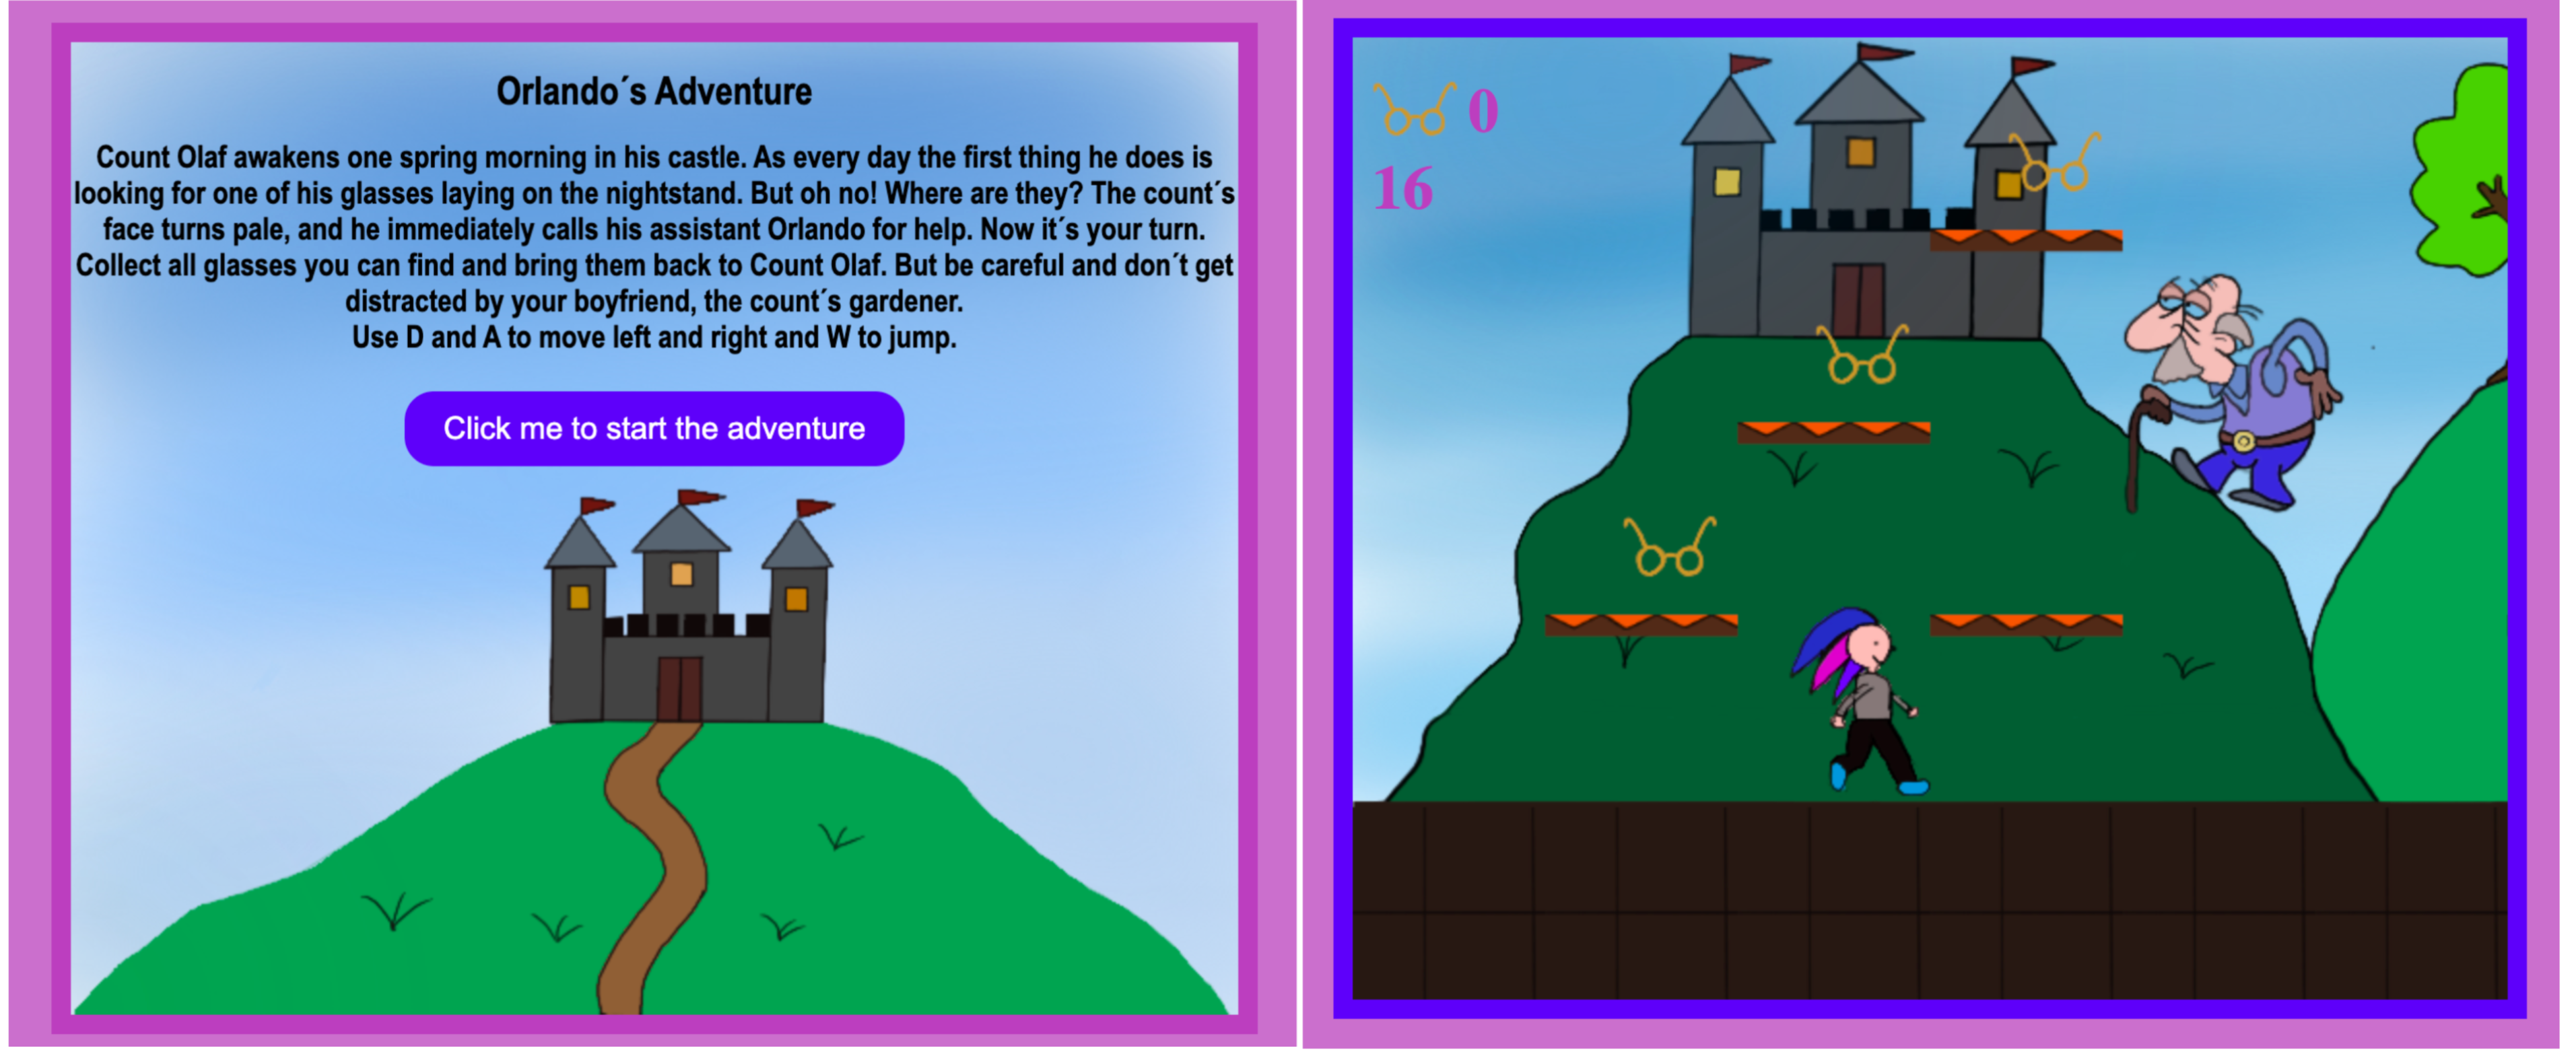 Orlando´s Adventure
Count Olaf awakens one spring morning in his castle. As every day the first thing he does is
looking for one of his glasses laying on the nightstand. But oh no! Where are they? The count´s
face turns pale, and he immediately calls his assistant Orlando for help. Now it´s your turn.
Collect all glasses you can find and bring them back to Count Olaf. But be careful and don´t get
distracted by your boyfriend, the count´s gardener.
Use D and A to move left and right and W to jump.
Click me to start the adventure
0
16